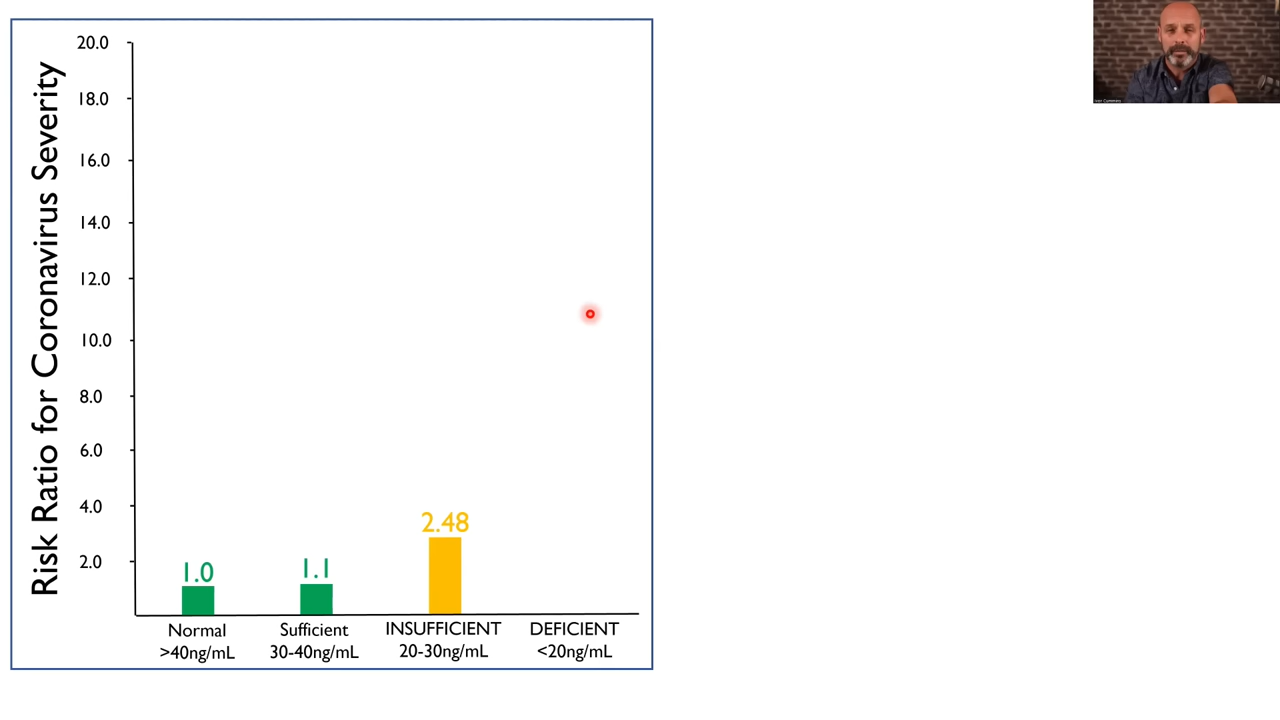 Risk Ratio for Coronavirus Severity
20.0
18.0
16.0
14.0
12.0
10.0
8.0
6.0
4.0
2.0
1.0
1.1
2.48
Normal
>40ng/mL
Sufficient
30-40ng/mL
INSUFFICIENT
20-30ng/mL
DEFICIENT
<20ng/mL